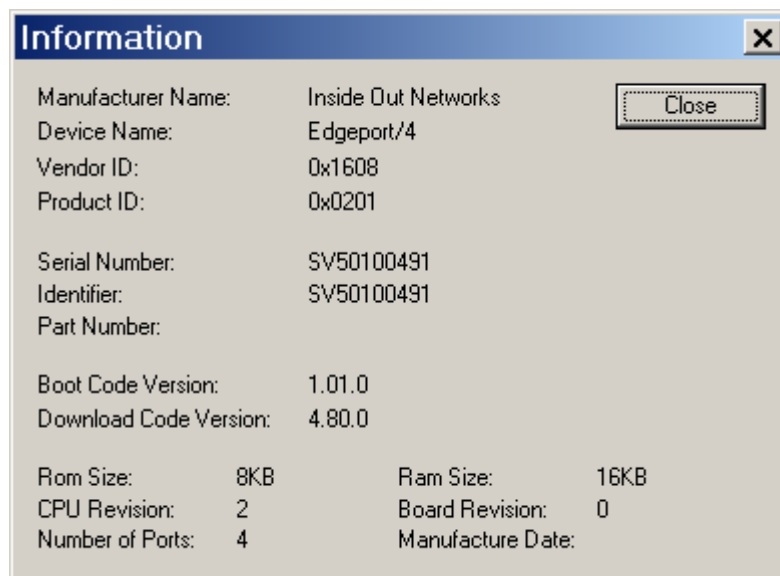 Information
Manufacturer Name: Inside Out Networks
Close
Device Name: Edgeport/4
Vendor ID: 0x1608
Product ID: 0x0201
Serial Number: SV50100491
Identifier: SV50100491
Part Number:
Boot Code Version: 1.01.0
Download Code Version: 4.80.0
Rom Size: 8KB Ram Size: 16KB
CPU Revision: 2 Board Revision: 0
Number of Ports: 4 Manufacture Date: